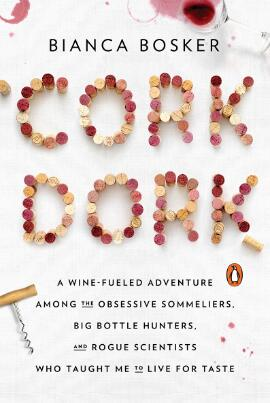 BIANCA BOSKER
CORK
DORK
A WINE-FUELED ADVENTURE
AMONG THE OBSESSIVE SOMMELIERS,
BIG BOTTLE HUNTERS,
AND ROGUE SCIENTISTS
WHO TAUGHT ME TO LIVE FOR TASTE